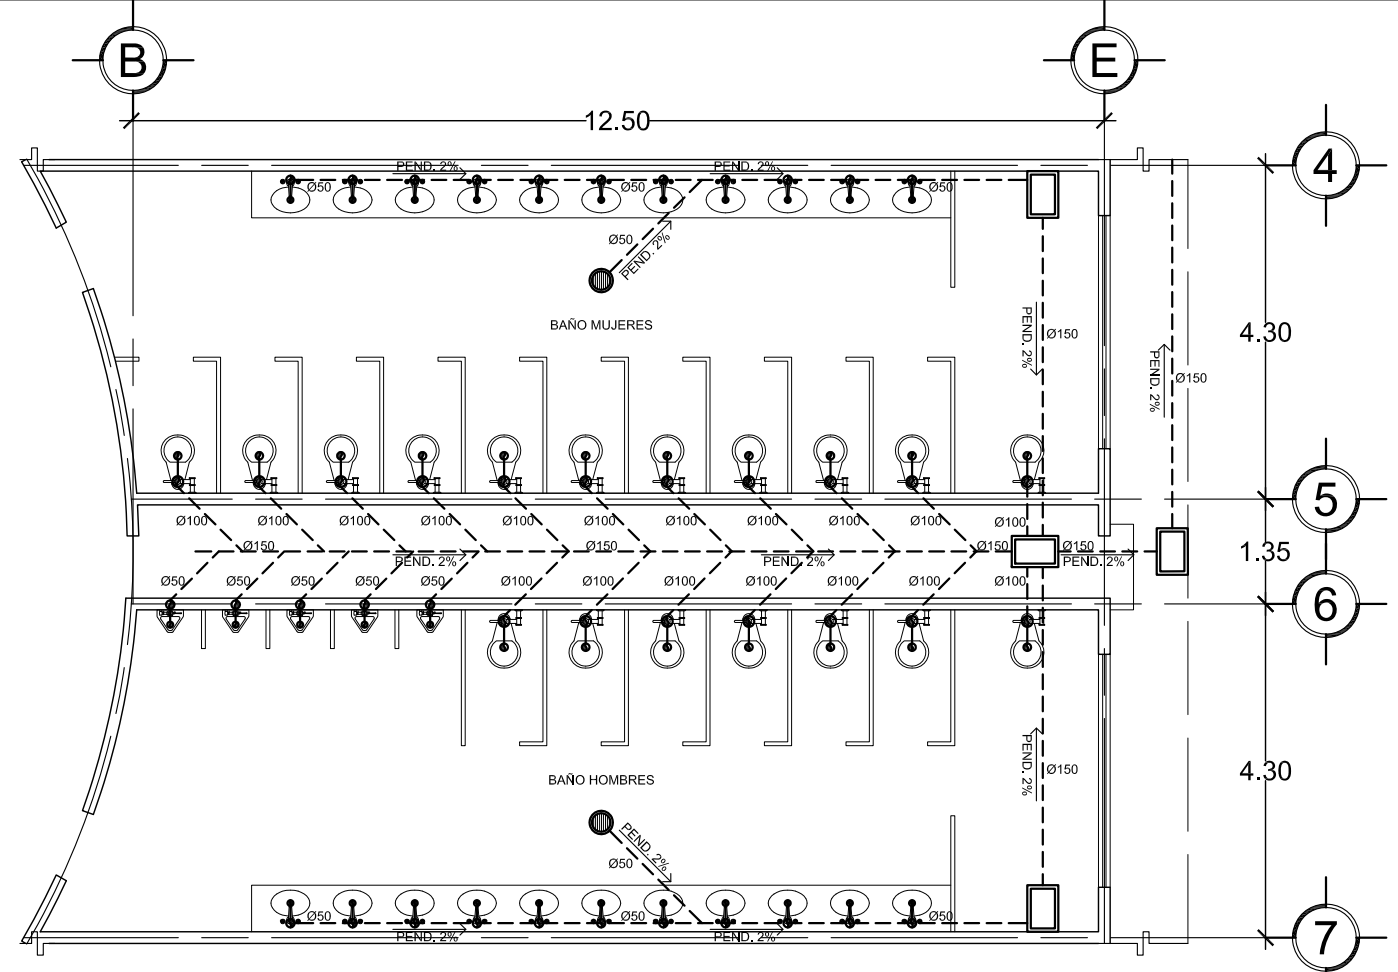 B
E
12.50
4
PEND. 2%
PEND. 2%
Ø50
Ø50
Ø50
Ø50
PEND. 2%
BAÑO MUJERES
PEND. 2%
Ø150
4.30
PEND. 2%
Ø150
5
Ø100 Ø100 Ø100 Ø100 Ø100 Ø100 Ø100 Ø100 Ø100 Ø100 Ø100
Ø150 Ø150 Ø150 Ø150
PEND. 2% PEND. 2% PEND. 2%
1.35
Ø50 Ø50 Ø50 Ø50 Ø50 Ø100 Ø100 Ø100 Ø100 Ø100 Ø100 Ø100
6
PEND. 2%
Ø150
4.30
BAÑO HOMBRES
PEND. 2%
Ø50
Ø50
Ø50
Ø50
PEND. 2%
PEND. 2%
7